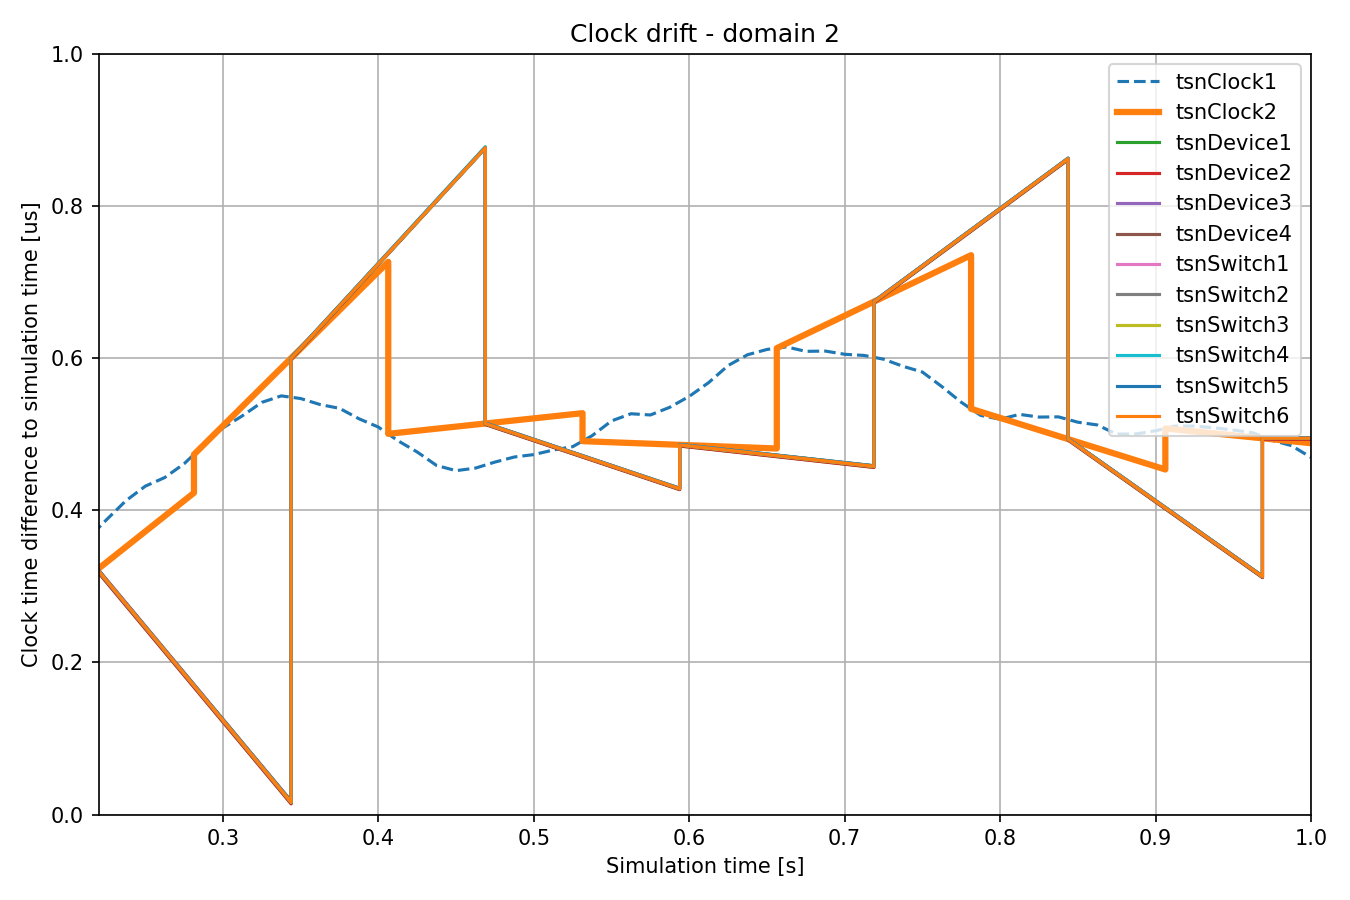 Clock drift - domain 2
1.0
0.8
0.6
0.4
0.2
0.0
Clock time difference to simulation time [us]
tsnClock1
tsnClock2
tsnDevice1
tsnDevice2
tsnDevice3
tsnDevice4
tsnSwitch1
tsnSwitch2
tsnSwitch3
tsnSwitch4
tsnSwitch5
tsnSwitch6
0.3 0.4 0.5 0.6 0.7 0.8 0.9 1.0
Simulation time [s]